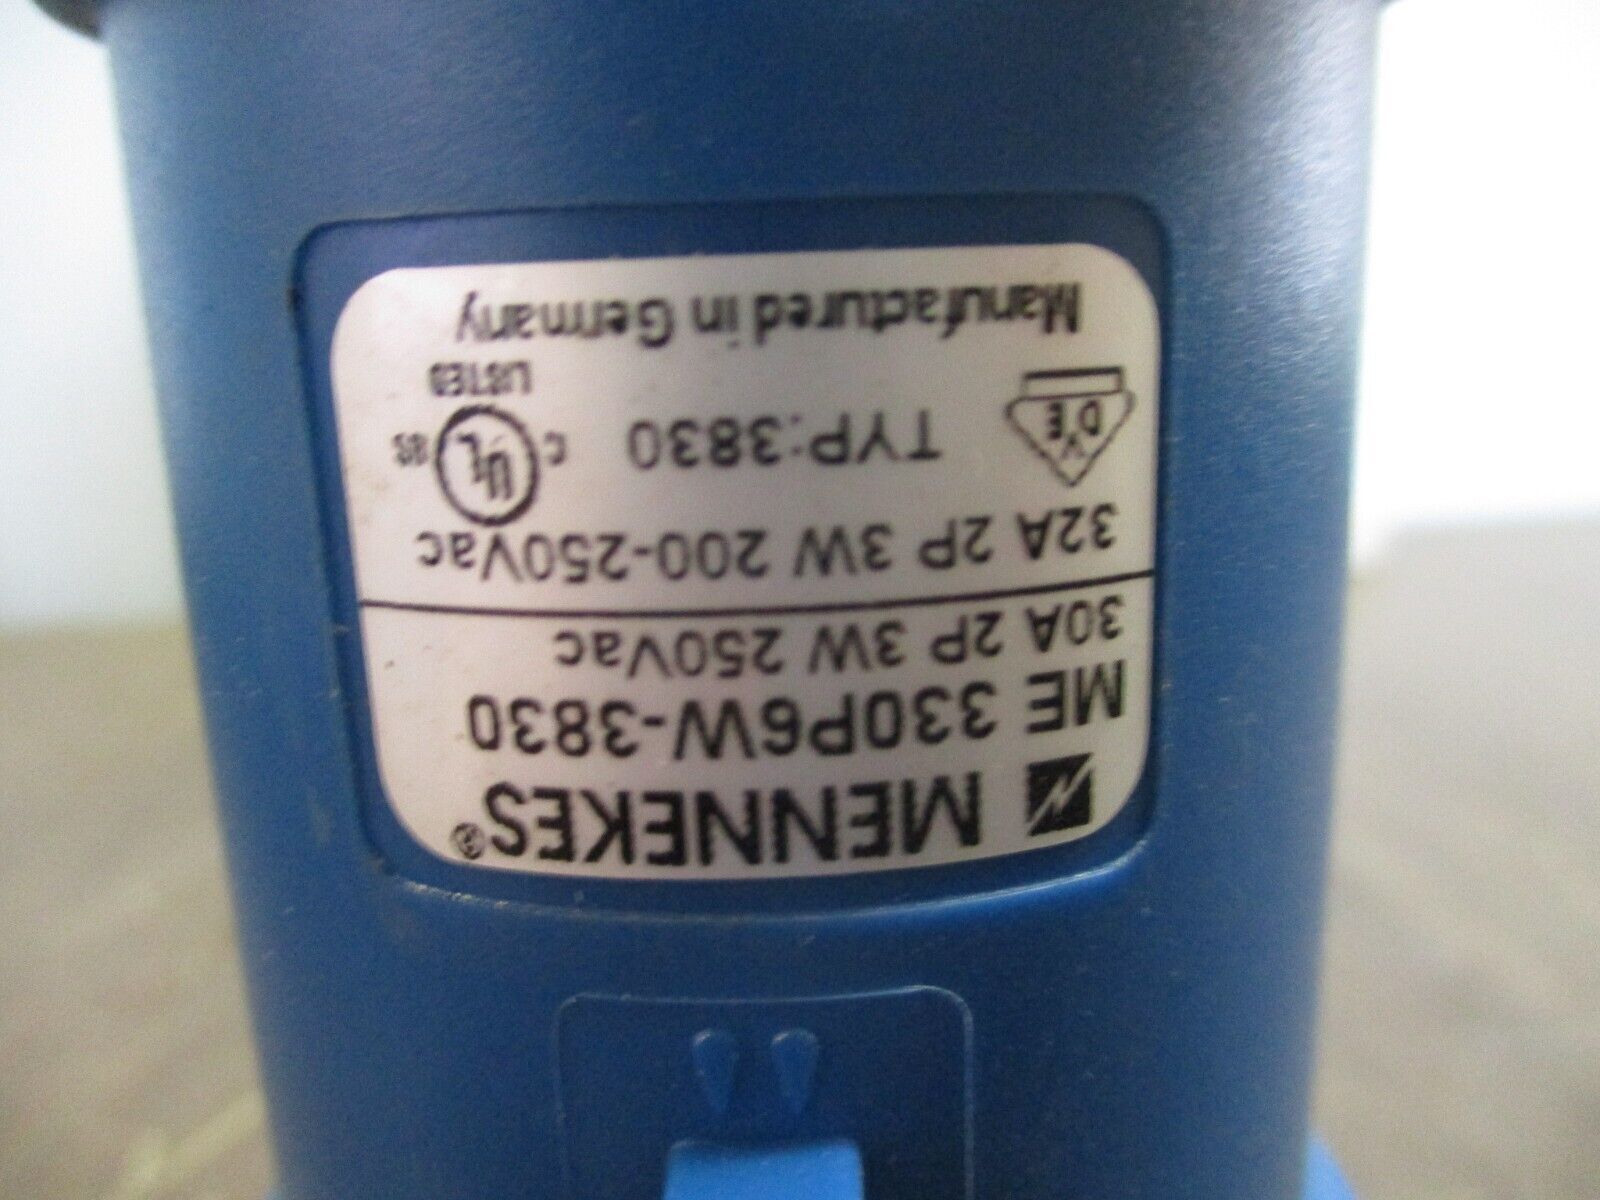 MENNEKES®
ME 330P6W-3830
30A 2P 3W 250Vac
32A 2P 3W 200-250Vac
VDE
TYP:3830
C UL US
LISTED
Manufactured in Germany